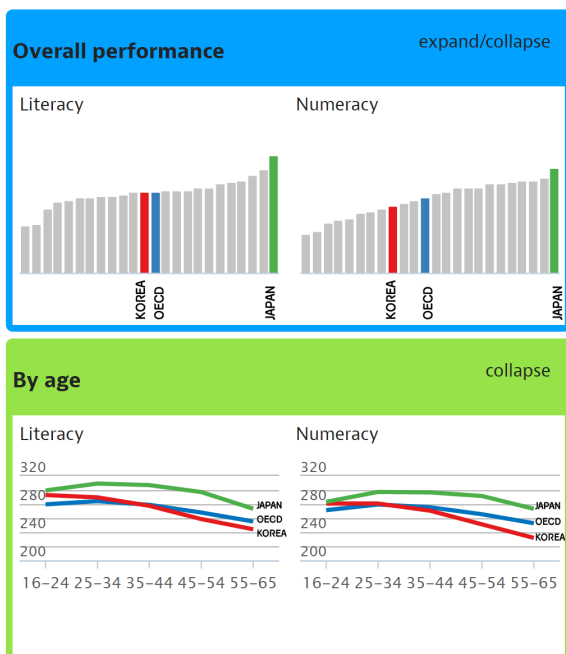 Overall performance
expand/collapse
Literacy
Numeracy
KOREA
OECD
JAPAN
KOREA
OECD
JAPAN
By age
collapse
Literacy
Numeracy
320
280
240
200
JAPAN
OECD
KOREA
16–24 25–34 35–44 45–54 55–65
320
280
240
200
JAPAN
OECD
KOREA
16–24 25–34 35–44 45–54 55–65